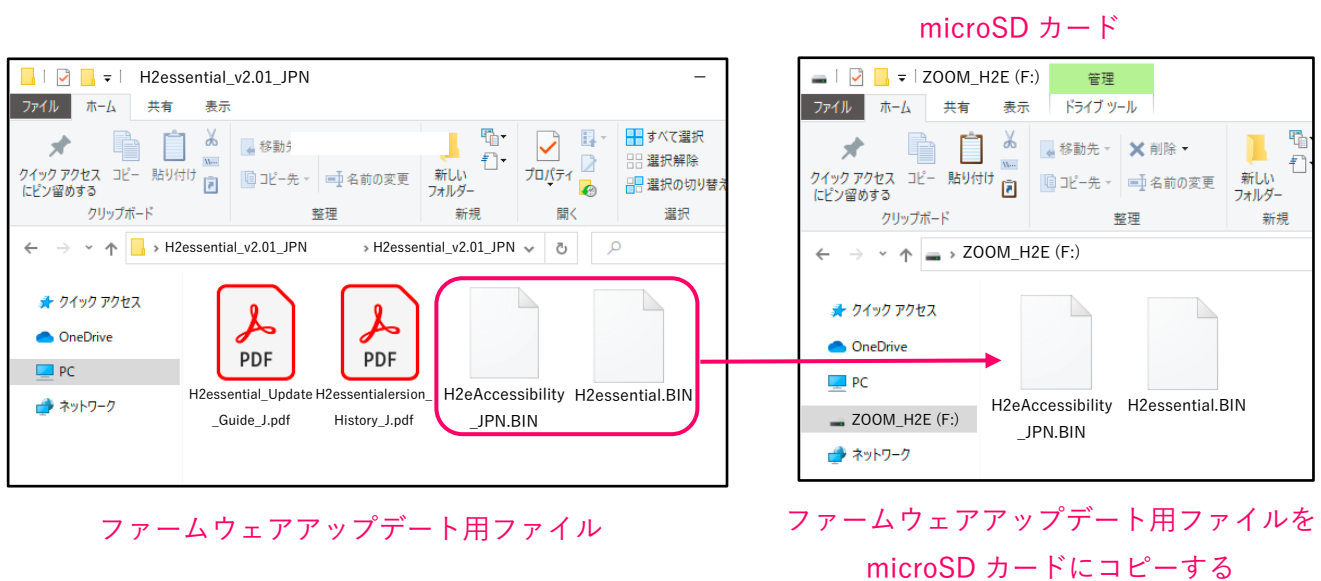 microSD カード
H2essential_v2.01_JPN
ファイル ホーム 共有 表示
クイック アクセス
にピン留めする
コピー
貼り付け
コピー先
名前の変更
新しい
フォルダー
プロパティ
すべて選択
選択解除
選択の切り替え
クリップボード 整理 新規 開く 選択
H2essential_v2.01_JPN > H2essential_v2.01_JPN
クイック アクセス
OneDrive
PC
ネットワーク
PDF
H2essential_Update
_Guide_J.pdf
PDF
H2essentialersion_
History_J.pdf
H2eAccessibility
_JPN.BIN
H2essential.BIN
ファームウェアアップデート用ファイル
ZOOM_H2E (F:) 管理
ファイル ホーム 共有 表示 ドライブ ツール
クイック アクセス
にピン留めする
コピー
貼り付け
移動先
コピー先
削除
名前の変更
新しい
フォルダー
クリップボード 整理 新規
ZOOM_H2E (F:)
クイック アクセス
OneDrive
PC
ZOOM_H2E (F:)
ネットワーク
H2eAccessibility
_JPN.BIN
H2essential.BIN
ファームウェアアップデート用ファイルを
microSD カードにコピーする